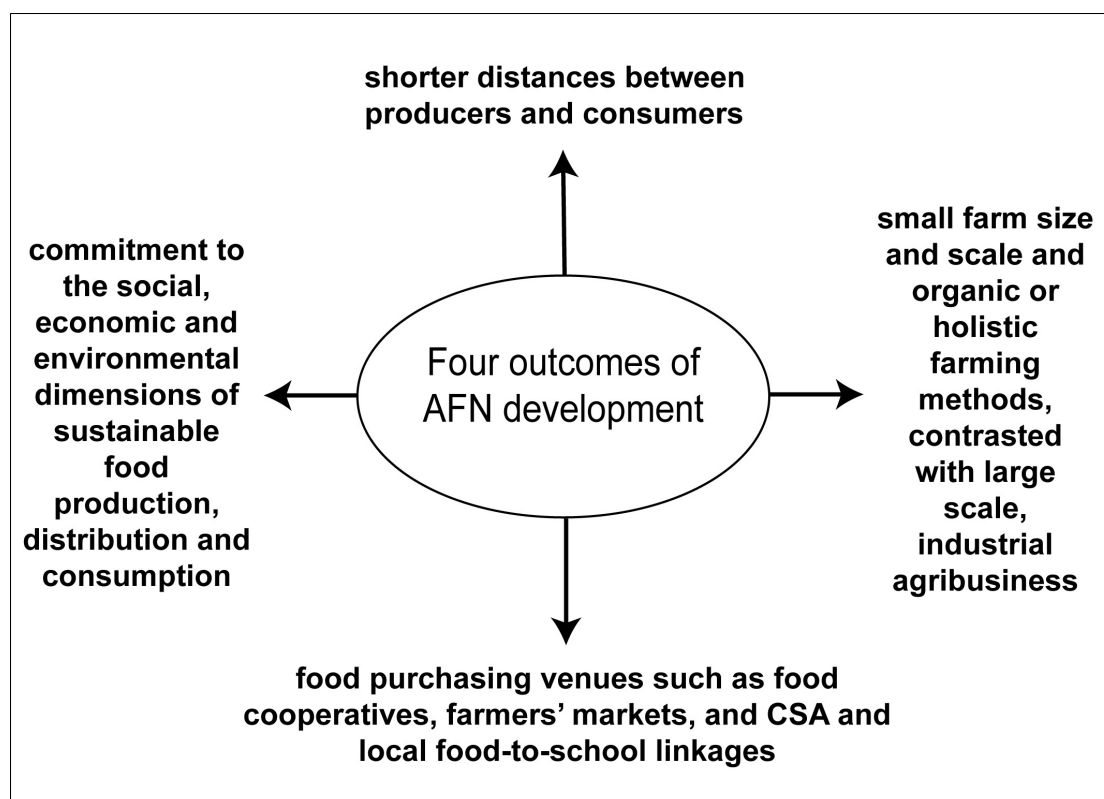 shorter distances between
producers and consumers
commitment to
the social,
economic and
environmental
dimensions of
sustainable
food
production,
distribution and
consumption
Four outcomes of
AFN development
small farm size
and scale and
organic or
holistic
farming
methods,
contrasted
with large
scale,
industrial
agribusiness
food purchasing venues such as food
cooperatives, farmers’ markets, and CSA and
local food-to-school linkages